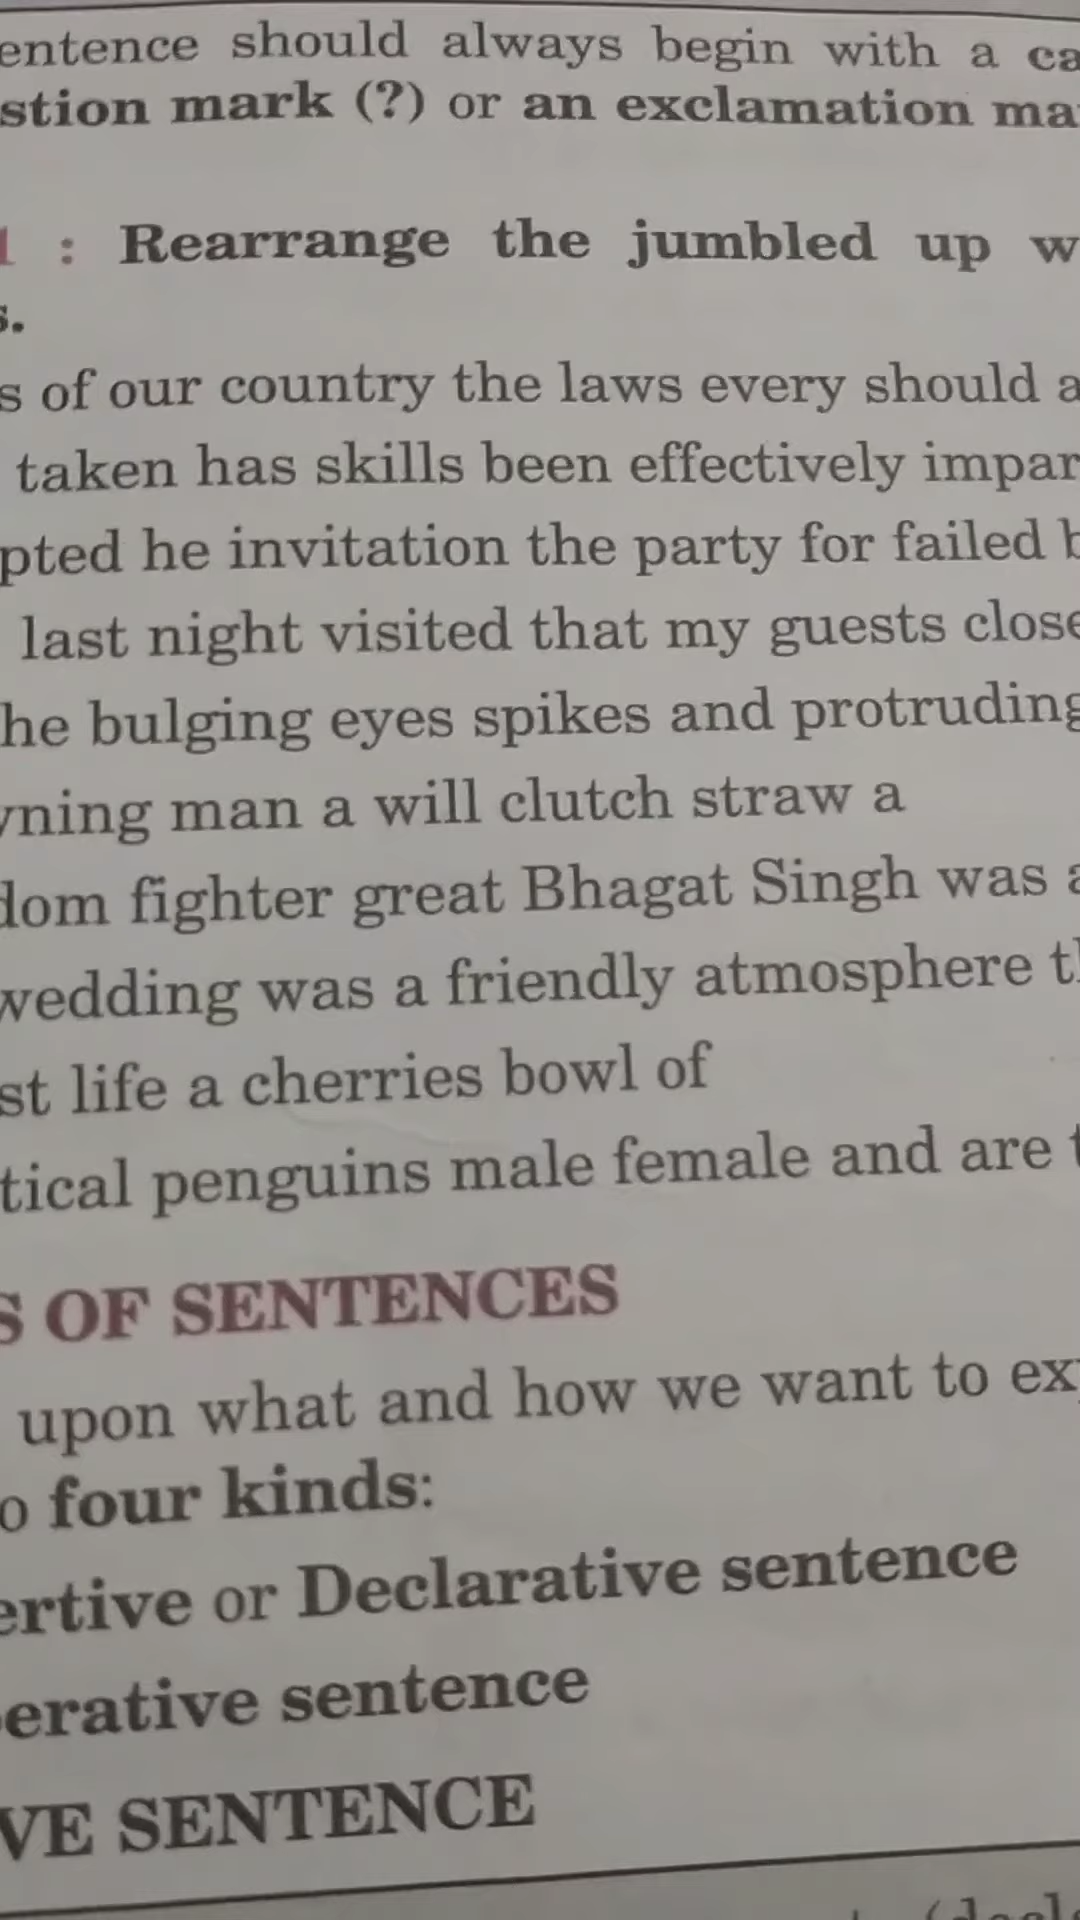 entence should always begin with a ca
stion mark (?) or an exclamation ma
1 : Rearrange the jumbled up w
s.
s of our country the laws every should a
taken has skills been effectively impar
pted he invitation the party for failed b
last night visited that my guests close
he bulging eyes spikes and protruding
ning man a will clutch straw a
dom fighter great Bhagat Singh was a
wedding was a friendly atmosphere th
st life a cherries bowl of
tical penguins male female and are t
S OF SENTENCES
upon what and how we want to exp
o four kinds:
ertive or Declarative sentence
erative sentence
VE SENTENCE